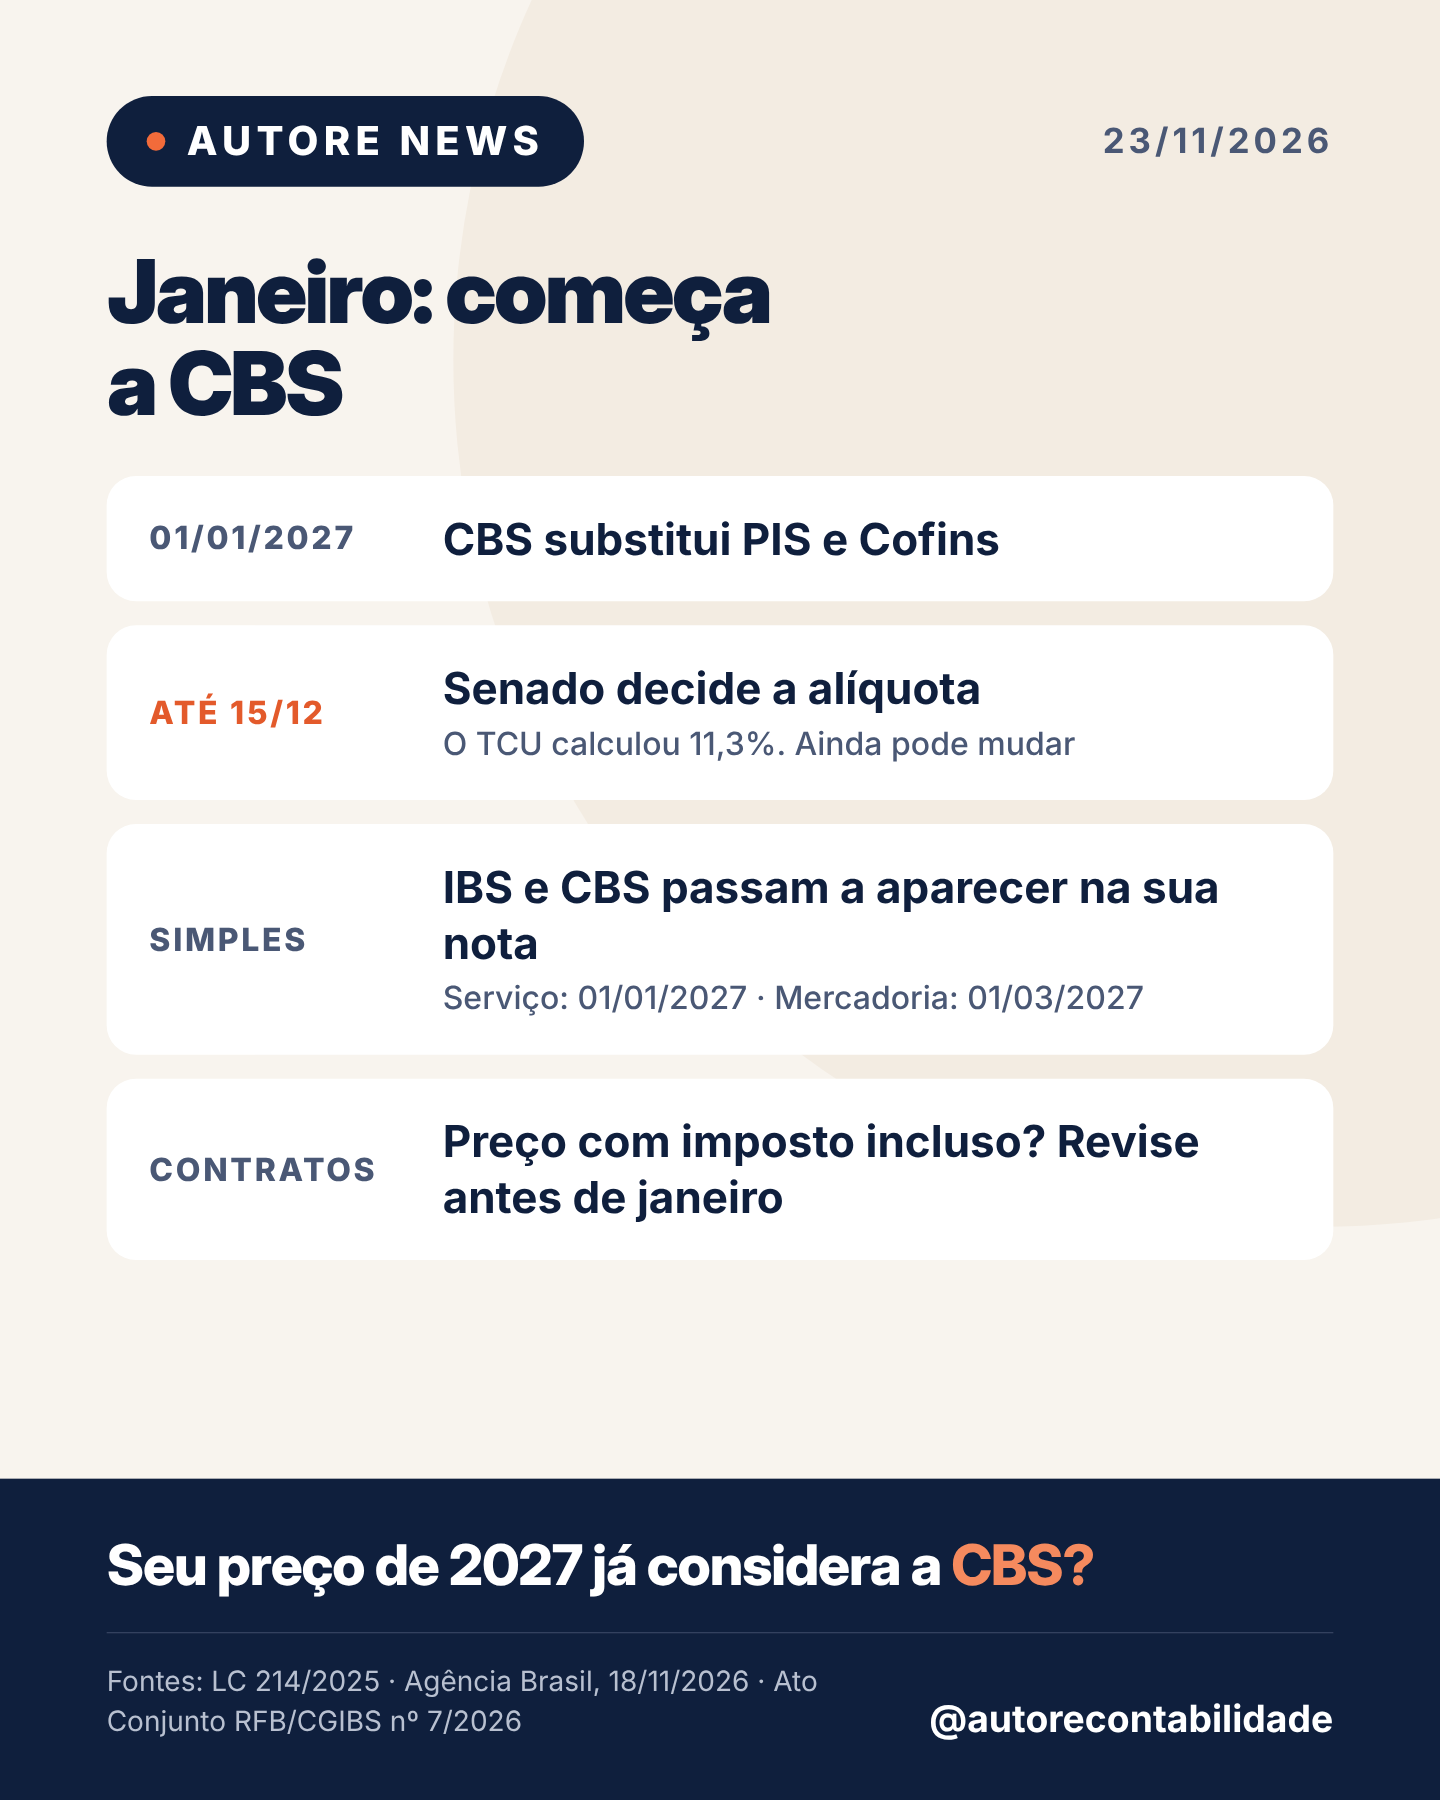 AUTORE NEWS
23/11/2026
Janeiro: começa
a CBS
01/01/2027
CBS substitui PIS e Cofins
ATÉ 15/12
Senado decide a alíquota
O TCU calculou 11,3%. Ainda pode mudar
SIMPLES
IBS e CBS passam a aparecer na sua
nota
Serviço: 01/01/2027 · Mercadoria: 01/03/2027
CONTRATOS
Preço com imposto incluso? Revise
antes de janeiro
Seu preço de 2027 já considera a CBS?
Fontes: LC 214/2025 · Agência Brasil, 18/11/2026 · Ato
Conjunto RFB/CGIBS nº 7/2026
@autorecontabilidade